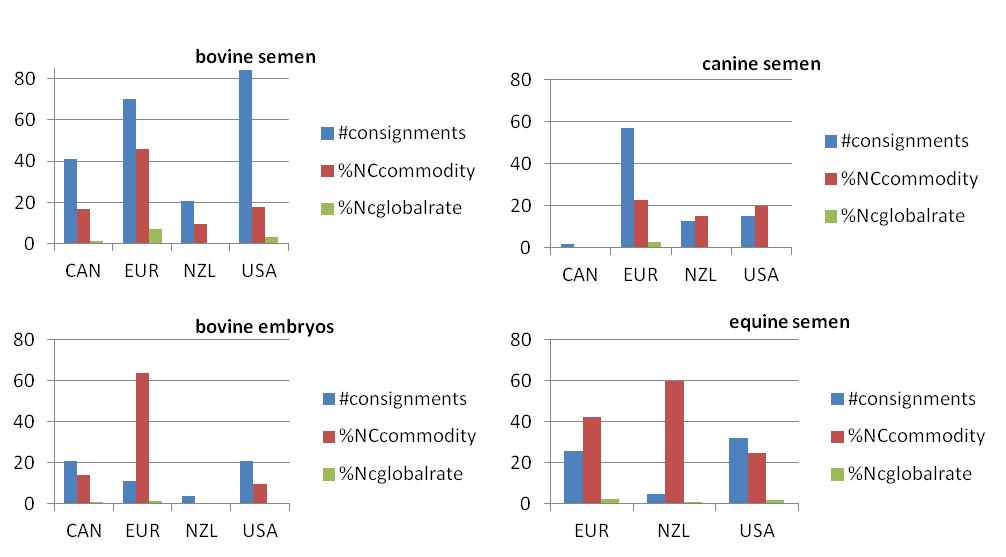 bovine semen
80
60
40
20
0
CAN EUR NZL USA
#consignments
%NCcommodity
%Ncglobalrate
canine semen
80
60
40
20
0
CAN EUR NZL USA
#consignments
%NCcommodity
%Ncglobalrate
bovine embryos
80
60
40
20
0
CAN EUR NZL USA
#consignments
%NCcommodity
%Ncglobalrate
equine semen
80
60
40
20
0
EUR NZL USA
#consignments
%NCcommodity
%Ncglobalrate